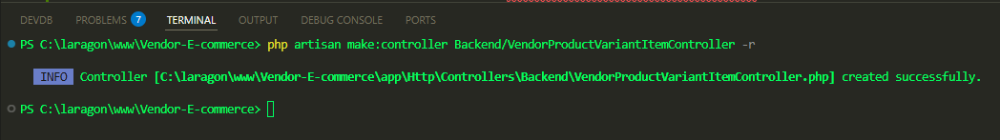 DEVDB PROBLEMS 7 TERMINAL OUTPUT DEBUG CONSOLE PORTS
PS C:\laragon\www\Vendor-E-commerce> php artisan make:controller Backend/VendorProductVariantItemController -r
INFO Controller [C:\laragon\www\Vendor-E-commerce\app\Http\Controllers\Backend\VendorProductVariantItemController.php] created successfully.
PS C:\laragon\www\Vendor-E-commerce>